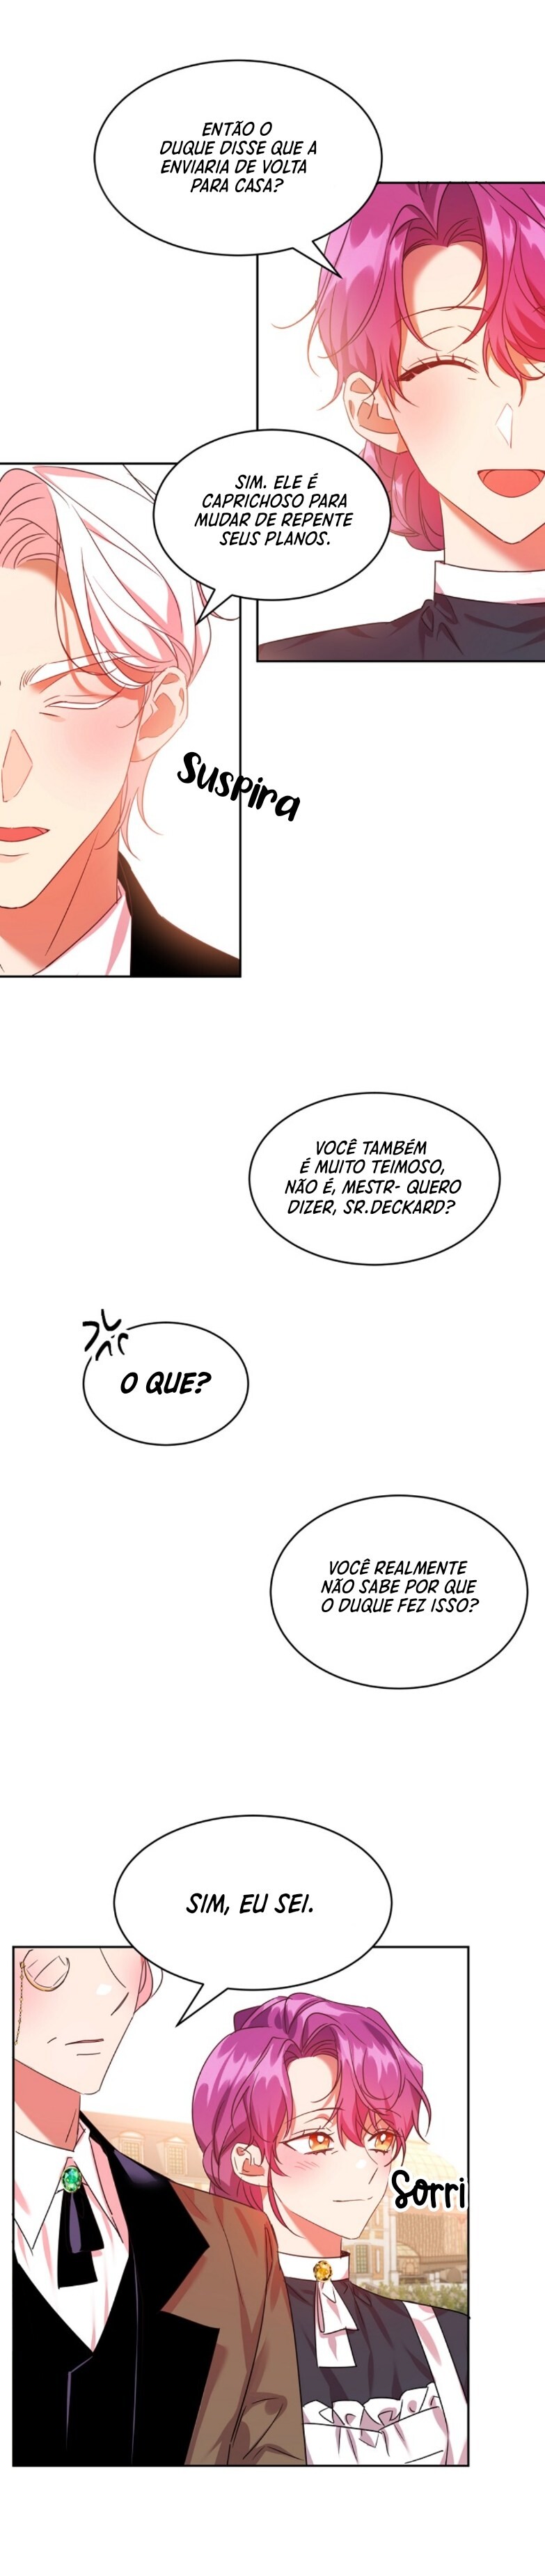 ENTÃO O
DUQUE DISSE QUE A
ENVIARIA DE VOLTA
PARA CASA?
SIM. ELE É
CAPRICHOSO PARA
MUDAR DE REPENTE
SEUS PLANOS.
Suspira
VOCÊ TAMBÉM
É MUITO TEIMOSO,
NÃO É, MESTR- QUERO
DIZER, SR.DECKARD?
O QUE?
VOCÊ REALMENTE
NÃO SABE POR QUE
O DUQUE FEZ ISSO?
SIM, EU SEI.
Sorri